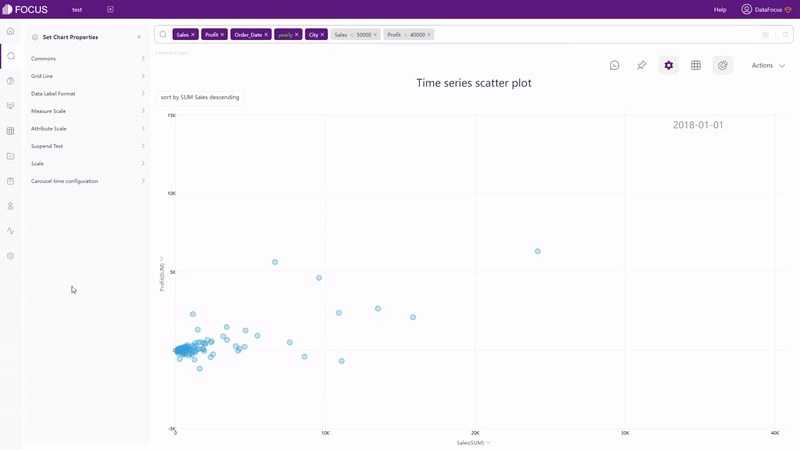 FOCUS test Help DataFocus
Sales × Profit × Order_Date × yearly × City × Sales ~ 50000 × Profit ~ 40000 ×
Set Chart Properties ×
Commons
Grid Line
Data Label Format
Measure Scale
Attribute Scale
Suspend Text
Scale
Carousel time configuration
Actions
Time series scatter plot
sort by SUM Sales descending
2018-01-01
15K
10K
5K
0
-5K
Profit(SUM)
0 10K 20K 30K 40K
Sales(SUM)